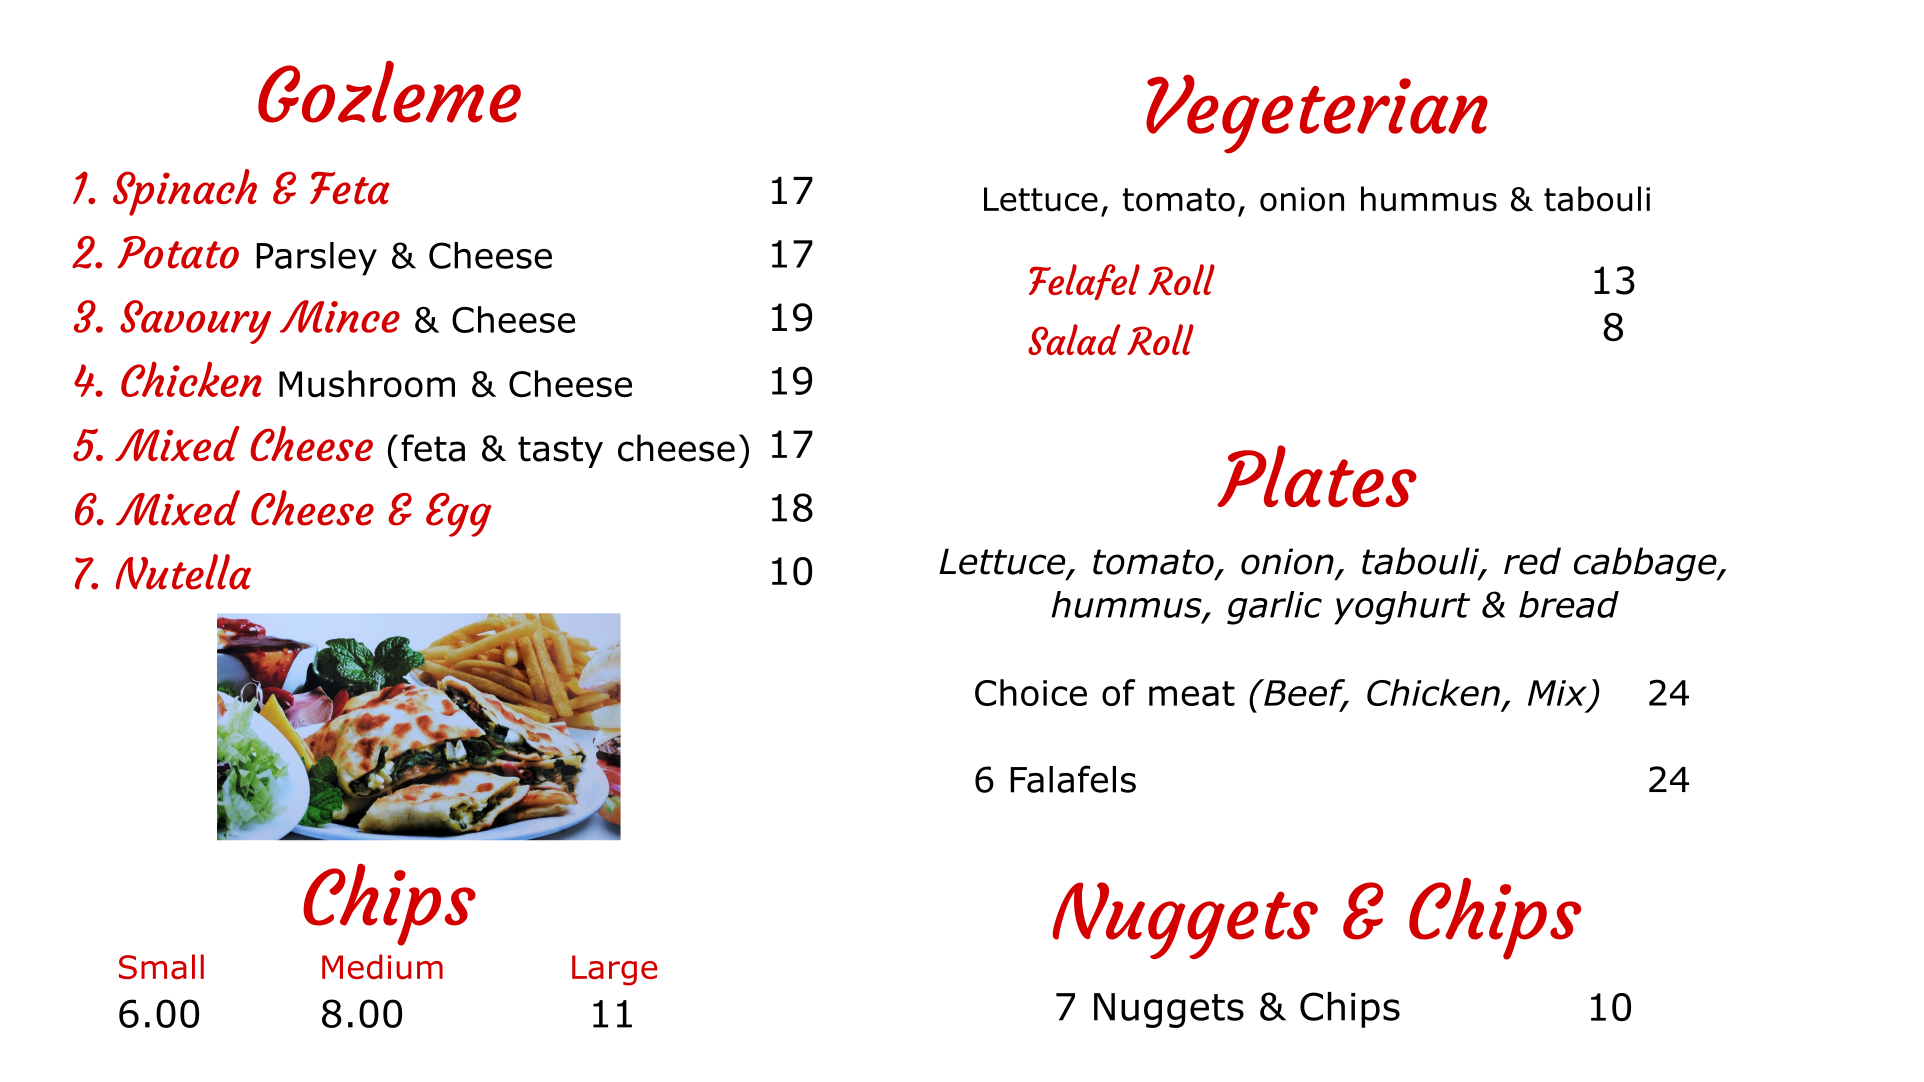 Gozleme
1. Spinach & Feta 17
2. Potato Parsley & Cheese 17
3. Savoury Mince & Cheese 19
4. Chicken Mushroom & Cheese 19
5. Mixed Cheese (feta & tasty cheese) 17
6. Mixed Cheese & Egg 18
7. Nutella 10
Chips
Small Medium Large
6.00 8.00 11
Vegeterian
Lettuce, tomato, onion hummus & tabouli
Felafel Roll 13
Salad Roll 8
Plates
Lettuce, tomato, onion, tabouli, red cabbage,
hummus, garlic yoghurt & bread
Choice of meat (Beef, Chicken, Mix) 24
6 Falafels 24
Nuggets & Chips
7 Nuggets & Chips 10